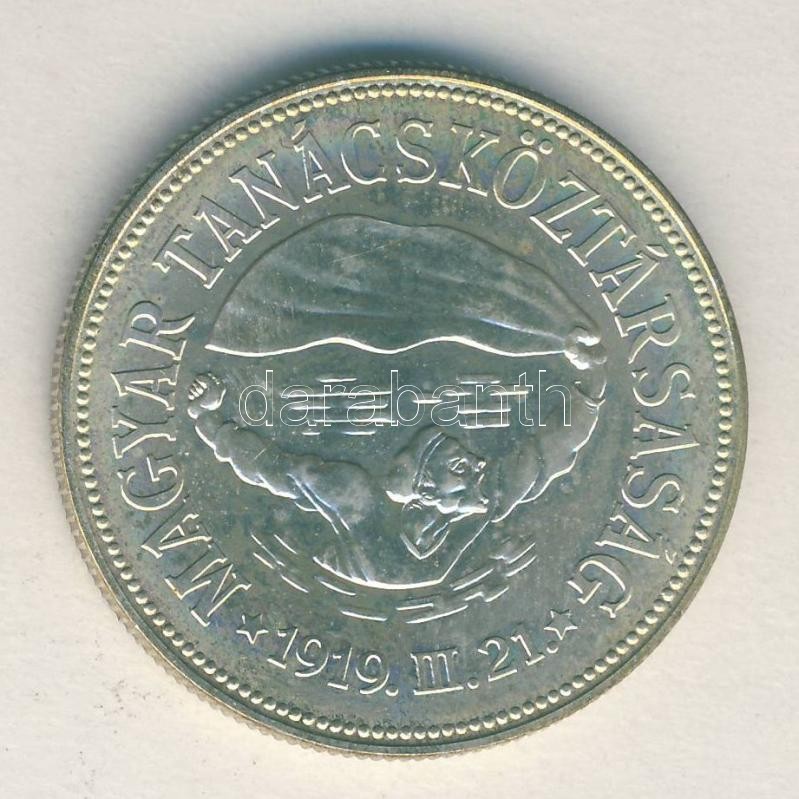 MAGYAR TANÁCSKÖZTÁRSASÁG
darabanth
1919. III. 21.